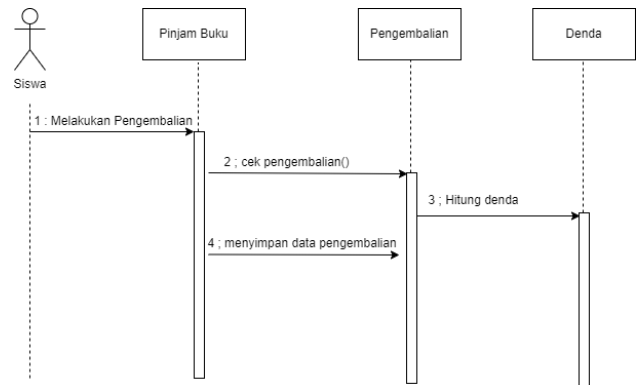 Pinjam Buku
Pengembalian
Denda
Siswa
1 : Melakukan Pengembalian
2 ; cek pengembalian()
3 ; Hitung denda
4 ; menyimpan data pengembalian